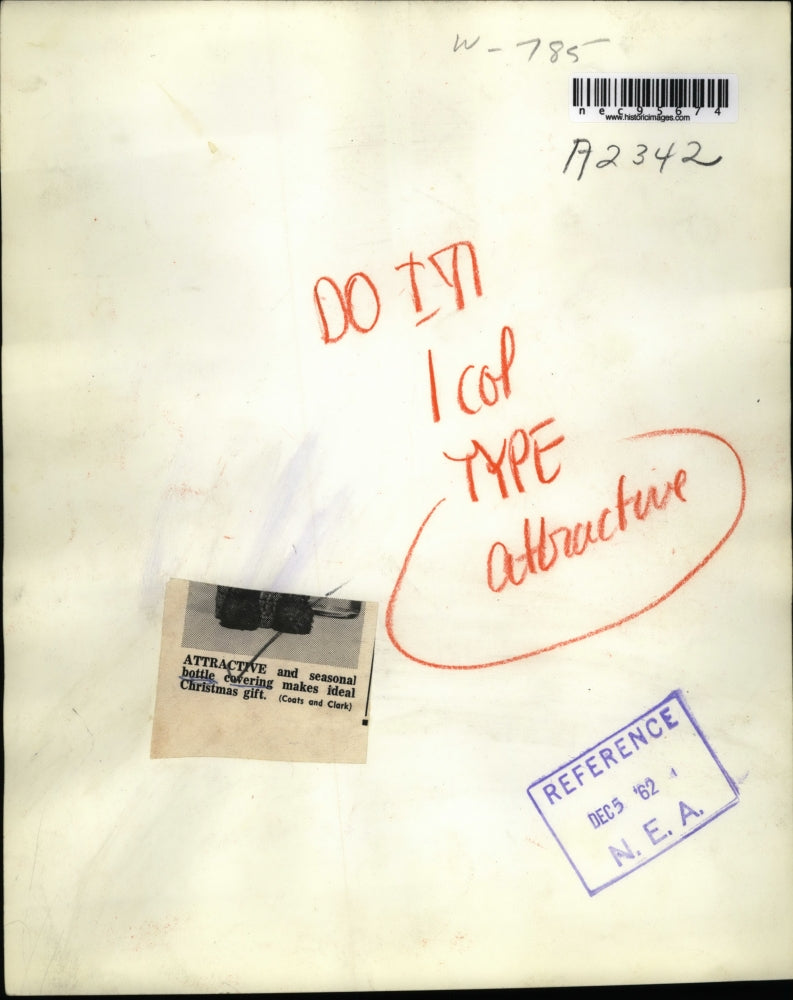 W-785
nec95674
www.historicimages.com
A2342
DO
1 col
TYPE
attractive
ATTRACTIVE and seasonal
bottle covering makes ideal
Christmas gift. (Coats and Clark)
REFERENCE
DEC 5 '62
N. E. A.